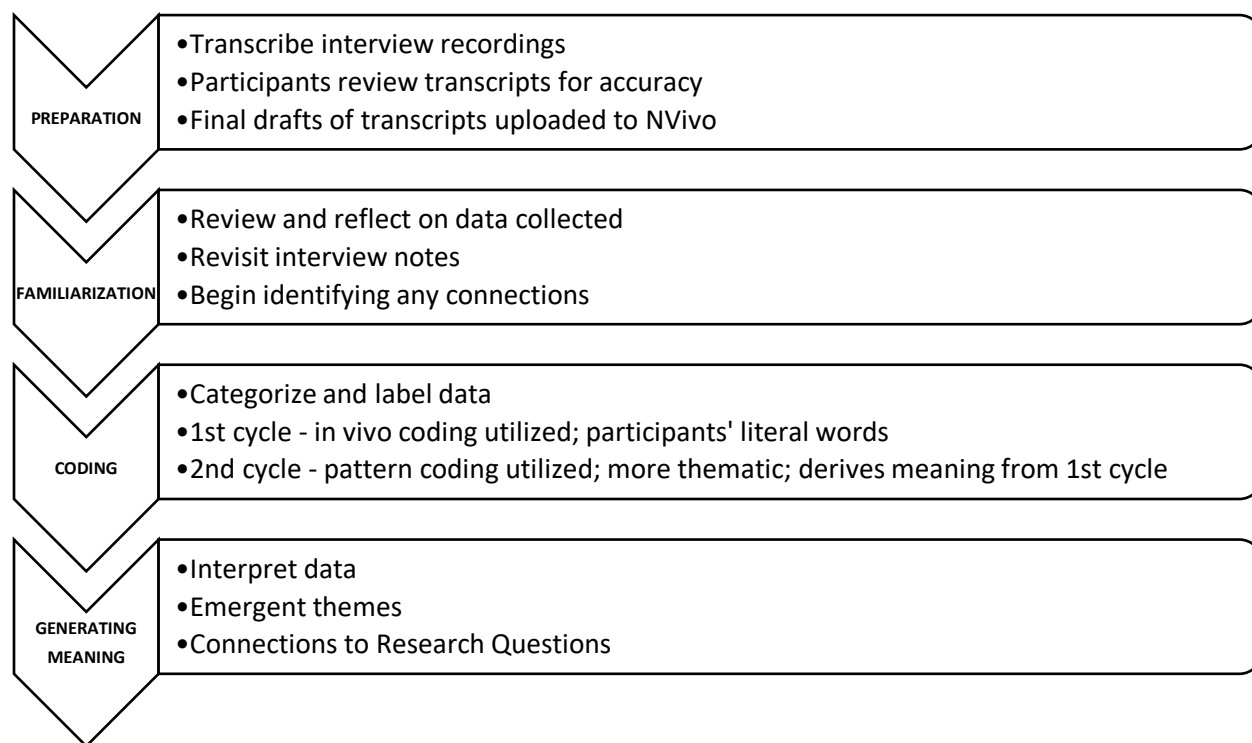 PREPARATION
•Transcribe interview recordings
•Participants review transcripts for accuracy
•Final drafts of transcripts uploaded to NVivo
FAMILIARIZATION
•Review and reflect on data collected
•Revisit interview notes
•Begin identifying any connections
CODING
•Categorize and label data
•1st cycle - in vivo coding utilized; participants' literal words
•2nd cycle - pattern coding utilized; more thematic; derives meaning from 1st cycle
GENERATING
MEANING
•Interpret data
•Emergent themes
•Connections to Research Questions